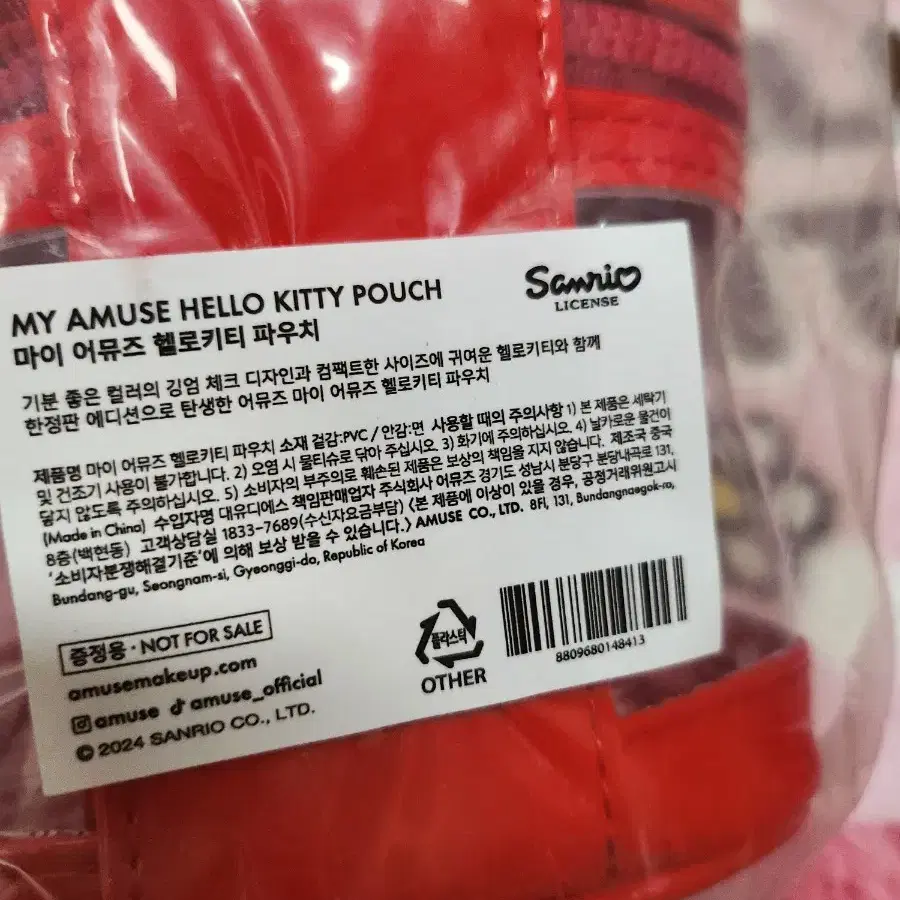 MY AMUSE HELLO KITTY POUCH
마이 어뮤즈 헬로키티 파우치
Sanrio
LICENSE
기분 좋은 컬러의 깅엄 체크 디자인과 컴팩트한 사이즈에 귀여운 헬로키티와 함께
한정판 에디션으로 탄생한 어뮤즈 마이 어뮤즈 헬로키티 파우치
제품명 마이 어뮤즈 헬로키티 파우치 소재 겉감:PVC / 안감:면 사용할 때의 주의사항 1) 본 제품은 세탁기
및 건조기 사용이 불가합니다. 2) 오염 시 물티슈로 닦아 주십시오. 3) 화기에 주의하십시오. 4) 날카로운 물건이
닿지 않도록 주의하십시오. 5) 소비자의 부주의로 훼손된 제품은 보상의 책임을 지지 않습니다. 제조국 중국
(Made in China) 수입자명 대유디에스 책임판매업자 주식회사 어뮤즈 경기도 성남시 분당구 분당내곡로 131,
8층(백현동) 고객상담실 1833-7689(수신자요금부담) 〈본 제품에 이상이 있을 경우, 공정거래위원고시
'소비자분쟁해결기준'에 의해 보상 받을 수 있습니다.〉 AMUSE CO., LTD. 8Fl, 131, Bundangnaegok-ro,
Bundang-gu, Seongnam-si, Gyeonggi-do, Republic of Korea
증정용 · NOT FOR SALE
amusemakeup.com
amuse amuse_official
© 2024 SANRIO CO., LTD.
플라스틱
OTHER
8809680148413